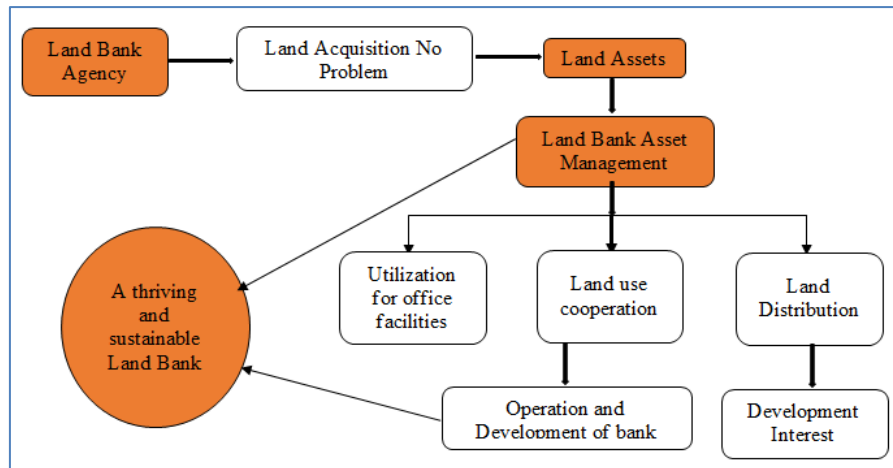 Land Bank
Agency
Land Acquisition No
Problem
Land Assets
Land Bank Asset
Management
Utilization
for office
facilities
Land use
cooperation
Land
Distribution
A thriving
and
sustainable
Land Bank
Operation and
Development of bank
Development
Interest